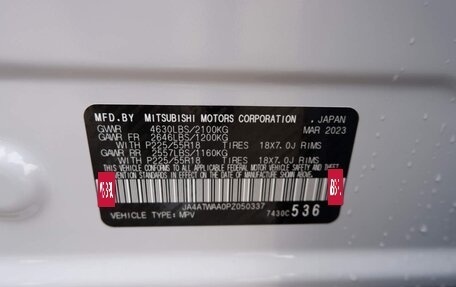 MFD.BY MITSUBISHI MOTORS CORPORATION , JAPAN
GVWR 4630LBS/2100KG MAR 2023
GAWR FR 2646LBS/1200KG
WITH P225/55R18 TIRES 18X7.0J RIMS
GAWR RR 2557LBS/1160KG
WITH P225/55R18 TIRES 18X7.0J RIMS
THIS VEHICLE CONFORMS TO ALL APPLICABLE
FEDERAL MOTOR VEHICLE SAFETY AND THEFT
PREVENTION STANDARDS IN EFFECT ON THE DATE
OF MANUFACTURE SHOWN ABOVE.
JA4ATWAA0PZ050337
VEHICLE TYPE: MPV 7430C 536